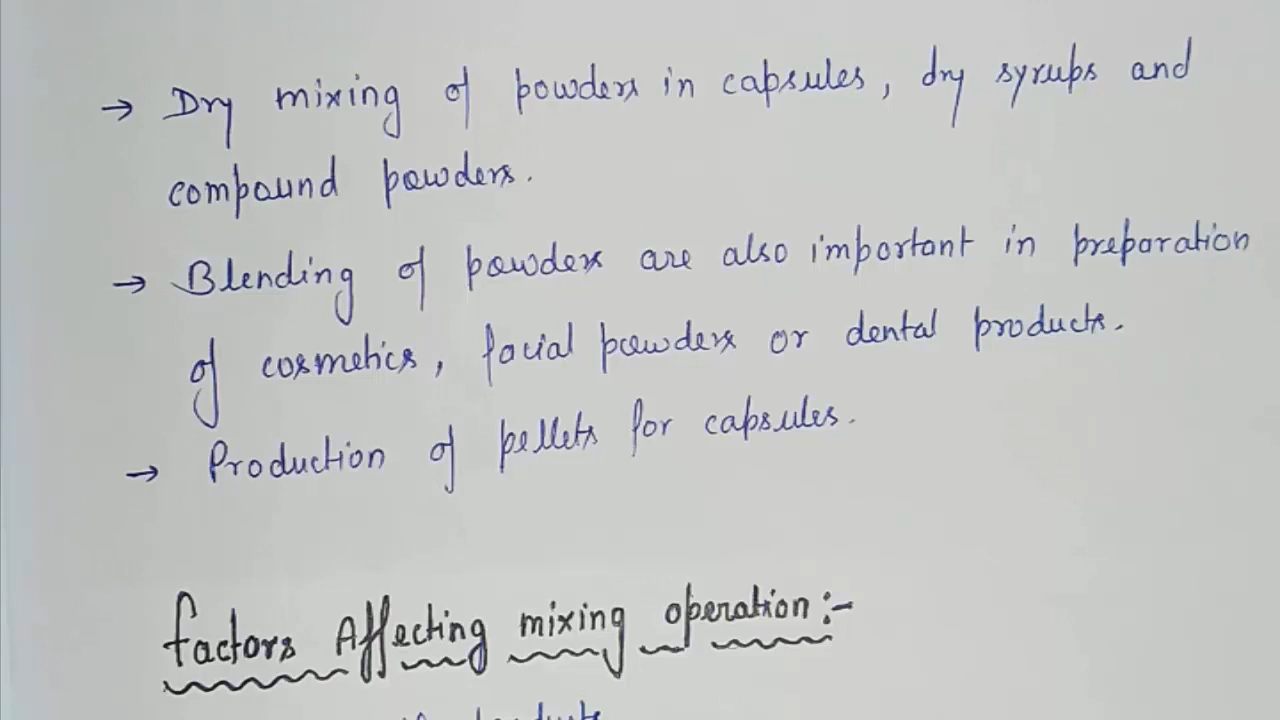 → Dry mixing of powders in capsules, dry syrups and
compound powders.
→ Blending of powders are also important in preparation
of cosmetics, facial powders or dental products.
→ Production of pellets for capsules.
factors Affecting mixing operation :-